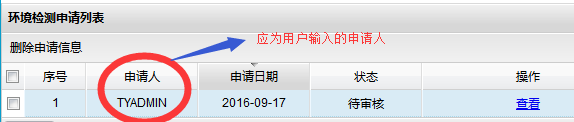 环境检测申请列表
应为用户输入的申请人
删除申请信息
序号 申请人 申请日期 状态 操作
1 TYADMIN 2016-09-17 待审核 查看